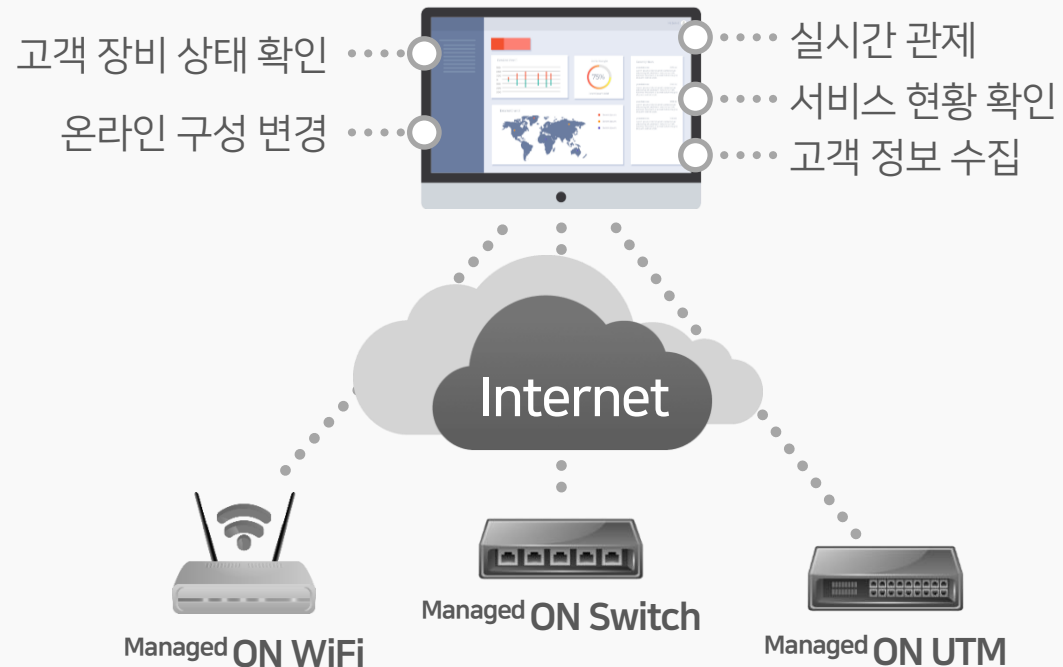 고객 장비 상태 확인
온라인 구성 변경
실시간 관제
서비스 현황 확인
고객 정보 수집
75%
Internet
Managed ON WiFi
Managed ON Switch
Managed ON UTM